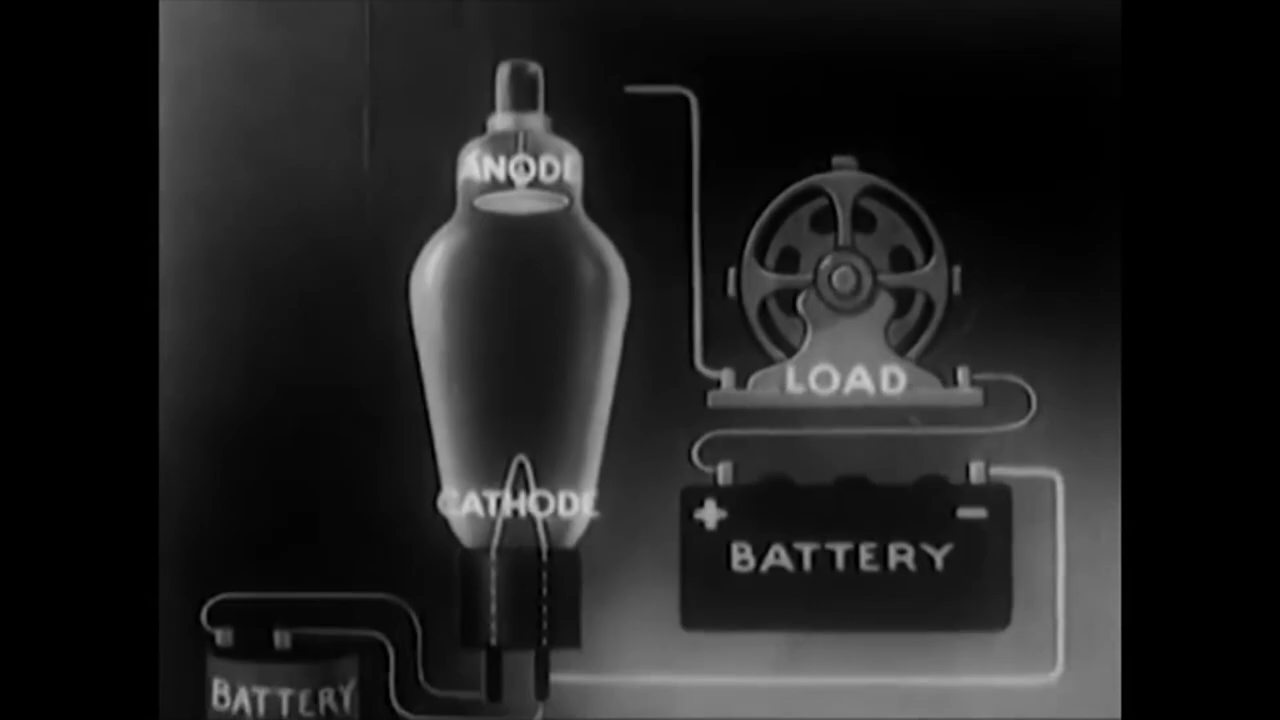 ANODE
LOAD
CATHODE
+ −
BATTERY
BATTERY